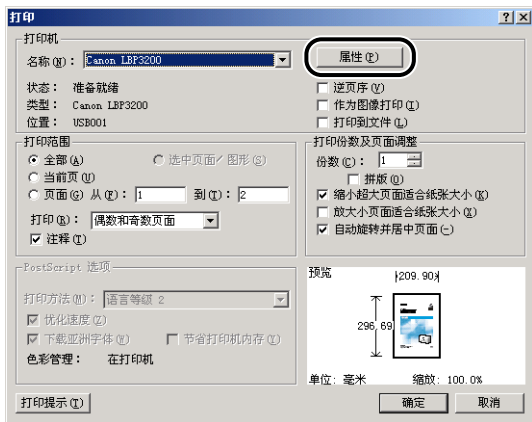 打印
打印机
名称(N): Canon LBP3200 属性(P)
状态: 准备就绪 逆页序(V)
类型: Canon LBP3200 作为图像打印(I)
位置: USB001 打印到文件(L)
打印范围 打印份数及页面调整
全部(A) 选中页面/图形(S) 份数(C): 1
当前页(U) 拼版(O)
页面(G) 从(F): 1 到(T): 2 缩小超大页面适合纸张大小(K)
放大小页面适合纸张大小(X)
打印(R): 偶数和奇数页面 自动旋转并居中页面(-)
注释(T)
PostScript 选项 预览
209.90
打印方法(M): 语言等级 2
优化速度(Z) 296.69
下载亚洲字体(W) 节省打印机内存(Y)
色彩管理: 在打印机
单位: 毫米 缩放: 100.0%
打印提示(T) 确定 取消